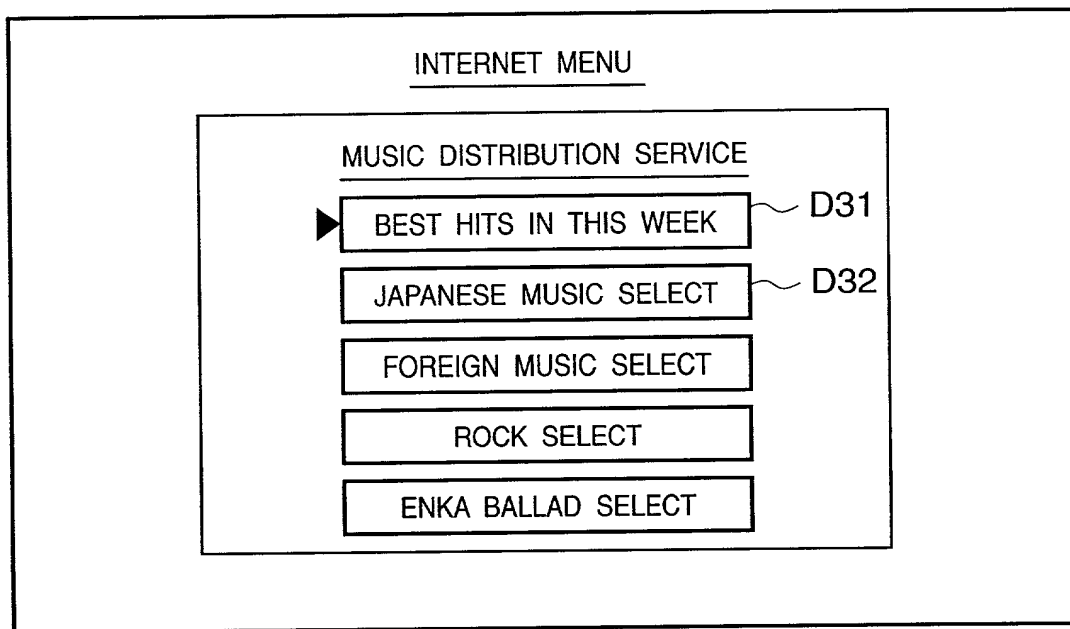 INTERNET MENU
MUSIC DISTRIBUTION SERVICE
BEST HITS IN THIS WEEK D31
JAPANESE MUSIC SELECT D32
FOREIGN MUSIC SELECT
ROCK SELECT
ENKA BALLAD SELECT